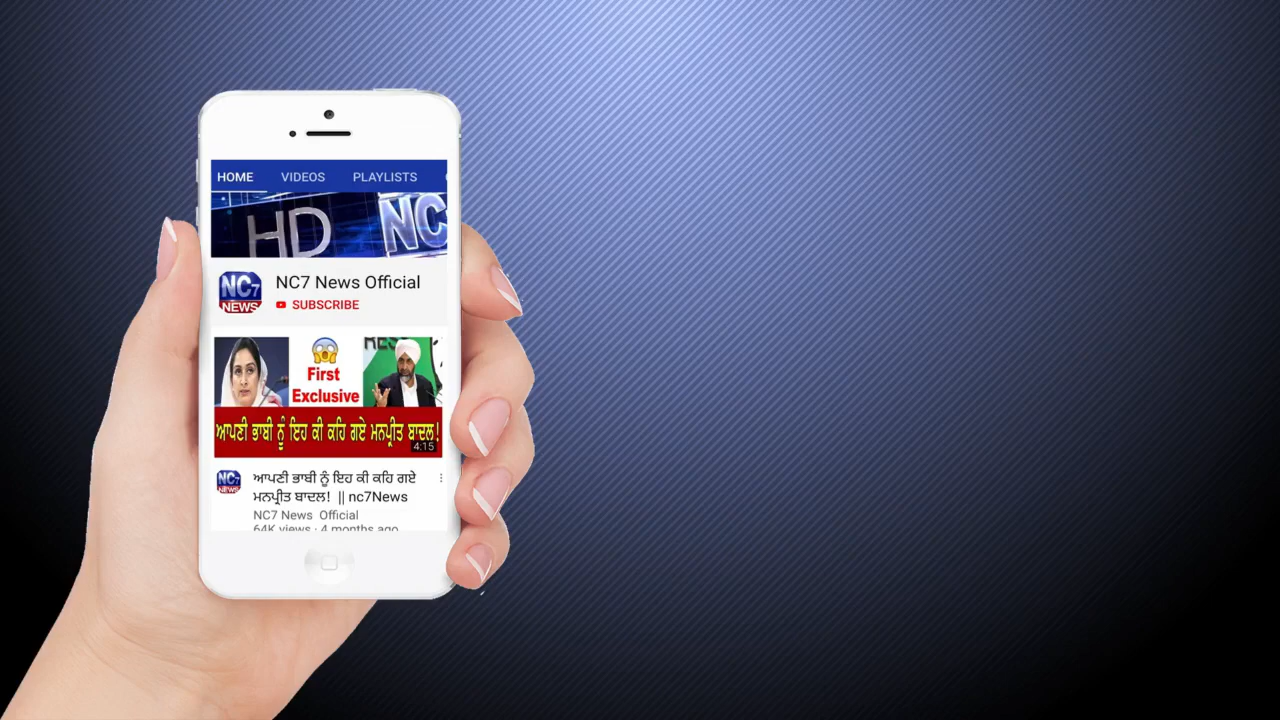 HOME VIDEOS PLAYLISTS
HD NC
NC7 News Official
NC7
NEWS
SUBSCRIBE
First
Exclusive
ਆਪਣੀ ਭਾਬੀ ਨੂੰ ਇਹ ਕੀ ਕਹਿ ਗਏ ਮਨਪ੍ਰੀਤ ਬਾਦਲ!
4:15
NC7
NEWS
ਆਪਣੀ ਭਾਬੀ ਨੂੰ ਇਹ ਕੀ ਕਹਿ ਗਏ
ਮਨਪ੍ਰੀਤ ਬਾਦਲ! || nc7News
NC7 News Official
64K views · 4 months ago